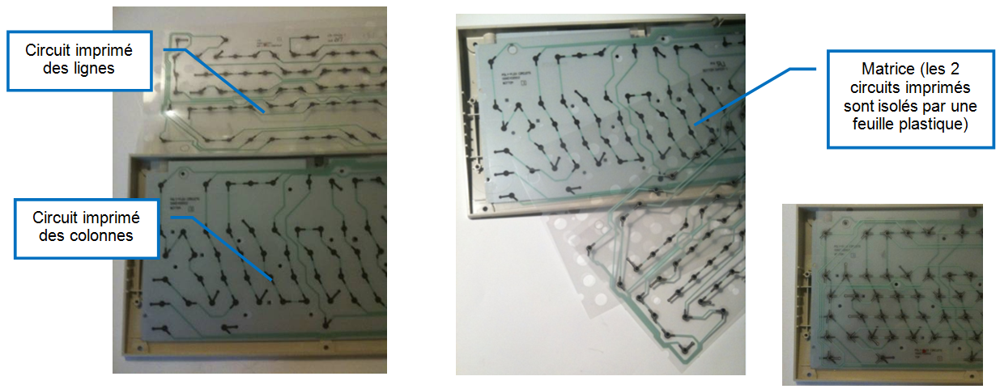 Circuit imprimé
des lignes
Circuit imprimé
des colonnes
Matrice (les 2
circuits imprimés
sont isolés par une
feuille plastique)